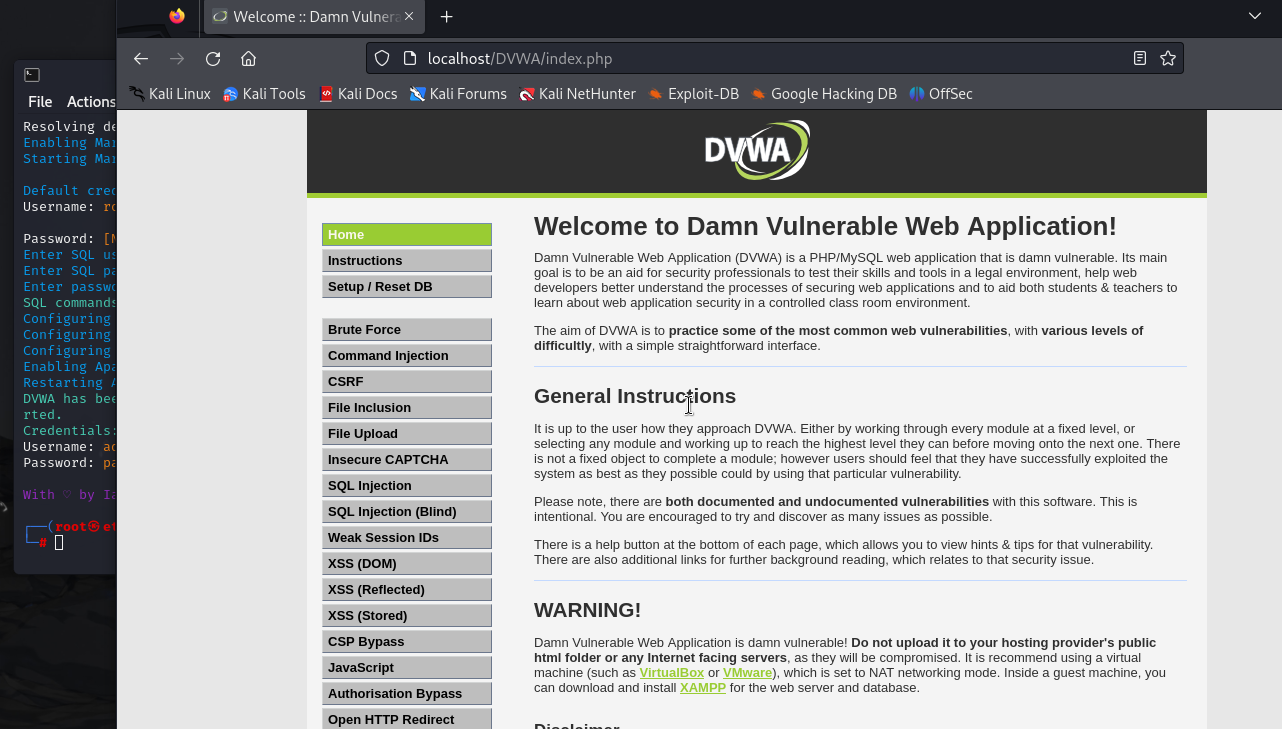 Welcome :: Damn Vulnera
localhost/DVWA/index.php
Kali Linux Kali Tools Kali Docs Kali Forums Kali NetHunter Exploit-DB Google Hacking DB OffSec
File Actions
Resolving de
Enabling Mar
Starting Mar
Default cred
Username: ro
Password: [N
Enter SQL us
Enter SQL pa
Enter passwo
SQL commands
Configuring
Configuring
Configuring
Enabling Apa
Restarting A
DVWA has bee
rted.
Credentials:
Username: ad
Password: pa
With ♡ by Ia
(root㉿et
#
DVWA
Home
Instructions
Setup / Reset DB
Brute Force
Command Injection
CSRF
File Inclusion
File Upload
Insecure CAPTCHA
SQL Injection
SQL Injection (Blind)
Weak Session IDs
XSS (DOM)
XSS (Reflected)
XSS (Stored)
CSP Bypass
JavaScript
Authorisation Bypass
Open HTTP Redirect
Welcome to Damn Vulnerable Web Application!
Damn Vulnerable Web Application (DVWA) is a PHP/MySQL web application that is damn vulnerable. Its main
goal is to be an aid for security professionals to test their skills and tools in a legal environment, help web
developers better understand the processes of securing web applications and to aid both students & teachers to
learn about web application security in a controlled class room environment.
The aim of DVWA is to practice some of the most common web vulnerabilities, with various levels of
difficultly, with a simple straightforward interface.
General Instructions
It is up to the user how they approach DVWA. Either by working through every module at a fixed level, or
selecting any module and working up to reach the highest level they can before moving onto the next one. There
is not a fixed object to complete a module; however users should feel that they have successfully exploited the
system as best as they possible could by using that particular vulnerability.
Please note, there are both documented and undocumented vulnerabilities with this software. This is
intentional. You are encouraged to try and discover as many issues as possible.
There is a help button at the bottom of each page, which allows you to view hints & tips for that vulnerability.
There are also additional links for further background reading, which relates to that security issue.
WARNING!
Damn Vulnerable Web Application is damn vulnerable! Do not upload it to your hosting provider's public
html folder or any Internet facing servers, as they will be compromised. It is recommend using a virtual
machine (such as VirtualBox or VMware), which is set to NAT networking mode. Inside a guest machine, you
can download and install XAMPP for the web server and database.
Disclaimer